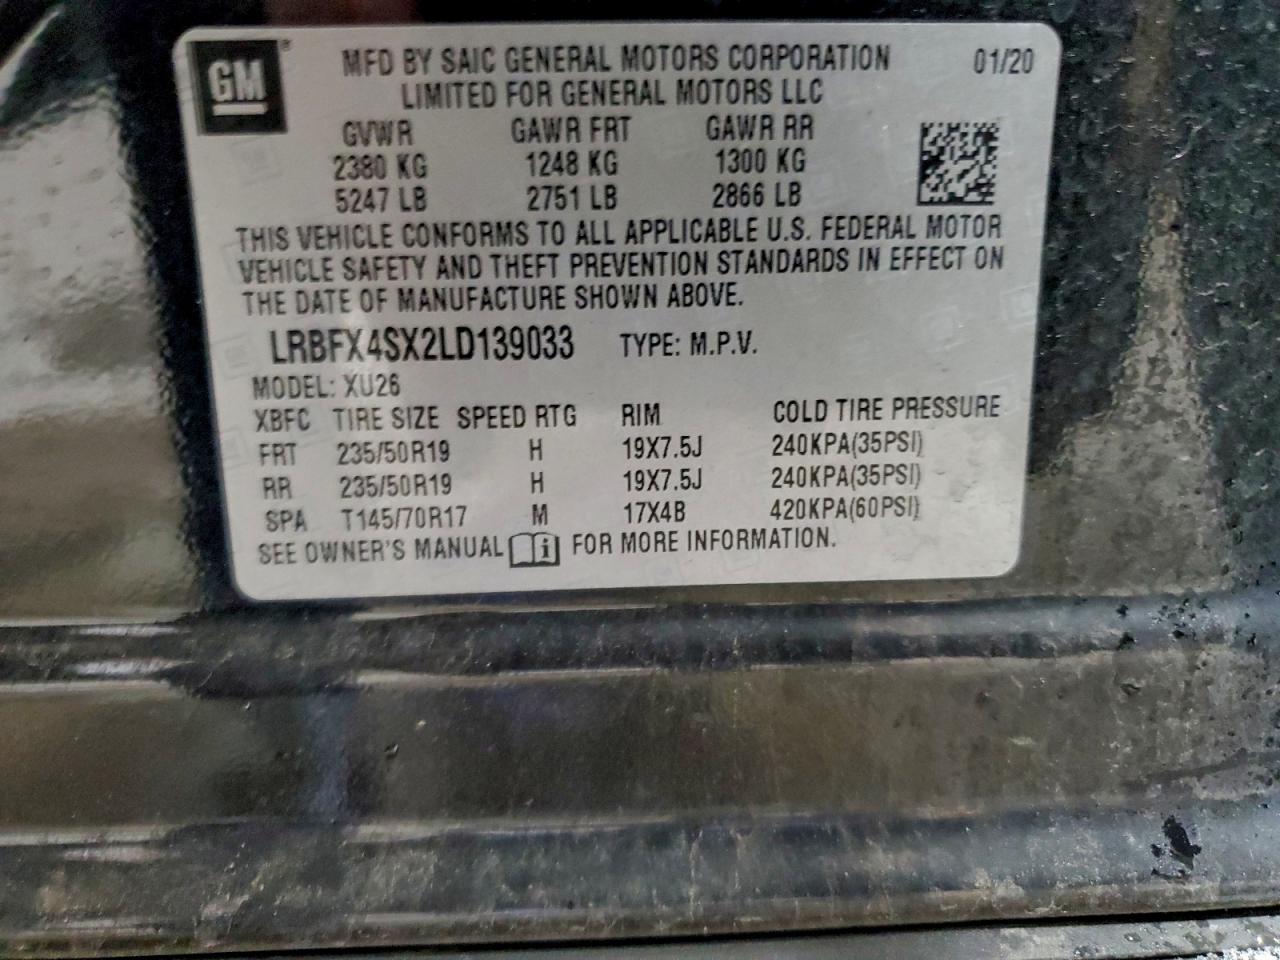 GM
MFD BY SAIC GENERAL MOTORS CORPORATION 01/20
LIMITED FOR GENERAL MOTORS LLC
GVWR GAWR FRT GAWR RR
2380 KG 1248 KG 1300 KG
5247 LB 2751 LB 2866 LB
THIS VEHICLE CONFORMS TO ALL APPLICABLE U.S. FEDERAL MOTOR
VEHICLE SAFETY AND THEFT PREVENTION STANDARDS IN EFFECT ON
THE DATE OF MANUFACTURE SHOWN ABOVE.
LRBFX4SX2LD139033 TYPE: M.P.V.
MODEL: XU26
XBFC TIRE SIZE SPEED RTG RIM COLD TIRE PRESSURE
FRT 235/50R19 H 19X7.5J 240KPA(35PSI)
RR 235/50R19 H 19X7.5J 240KPA(35PSI)
SPA T145/70R17 M 17X4B 420KPA(60PSI)
SEE OWNER'S MANUAL i FOR MORE INFORMATION.